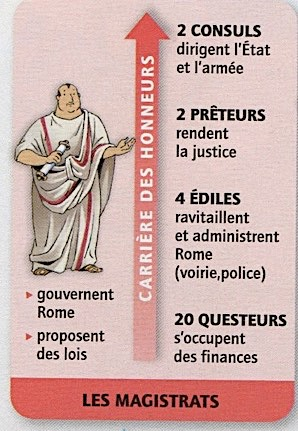 2 CONSULS
dirigent l'État
et l'armée
2 PRÊTEURS
rendent
la justice
4 ÉDILES
ravitaillent
et administrent
Rome
(voirie,police)
20 QUESTEURS
s'occupent
des finances
CARRIÈRE DES HONNEURS
▸ gouvernent
Rome
▸ proposent
des lois
LES MAGISTRATS